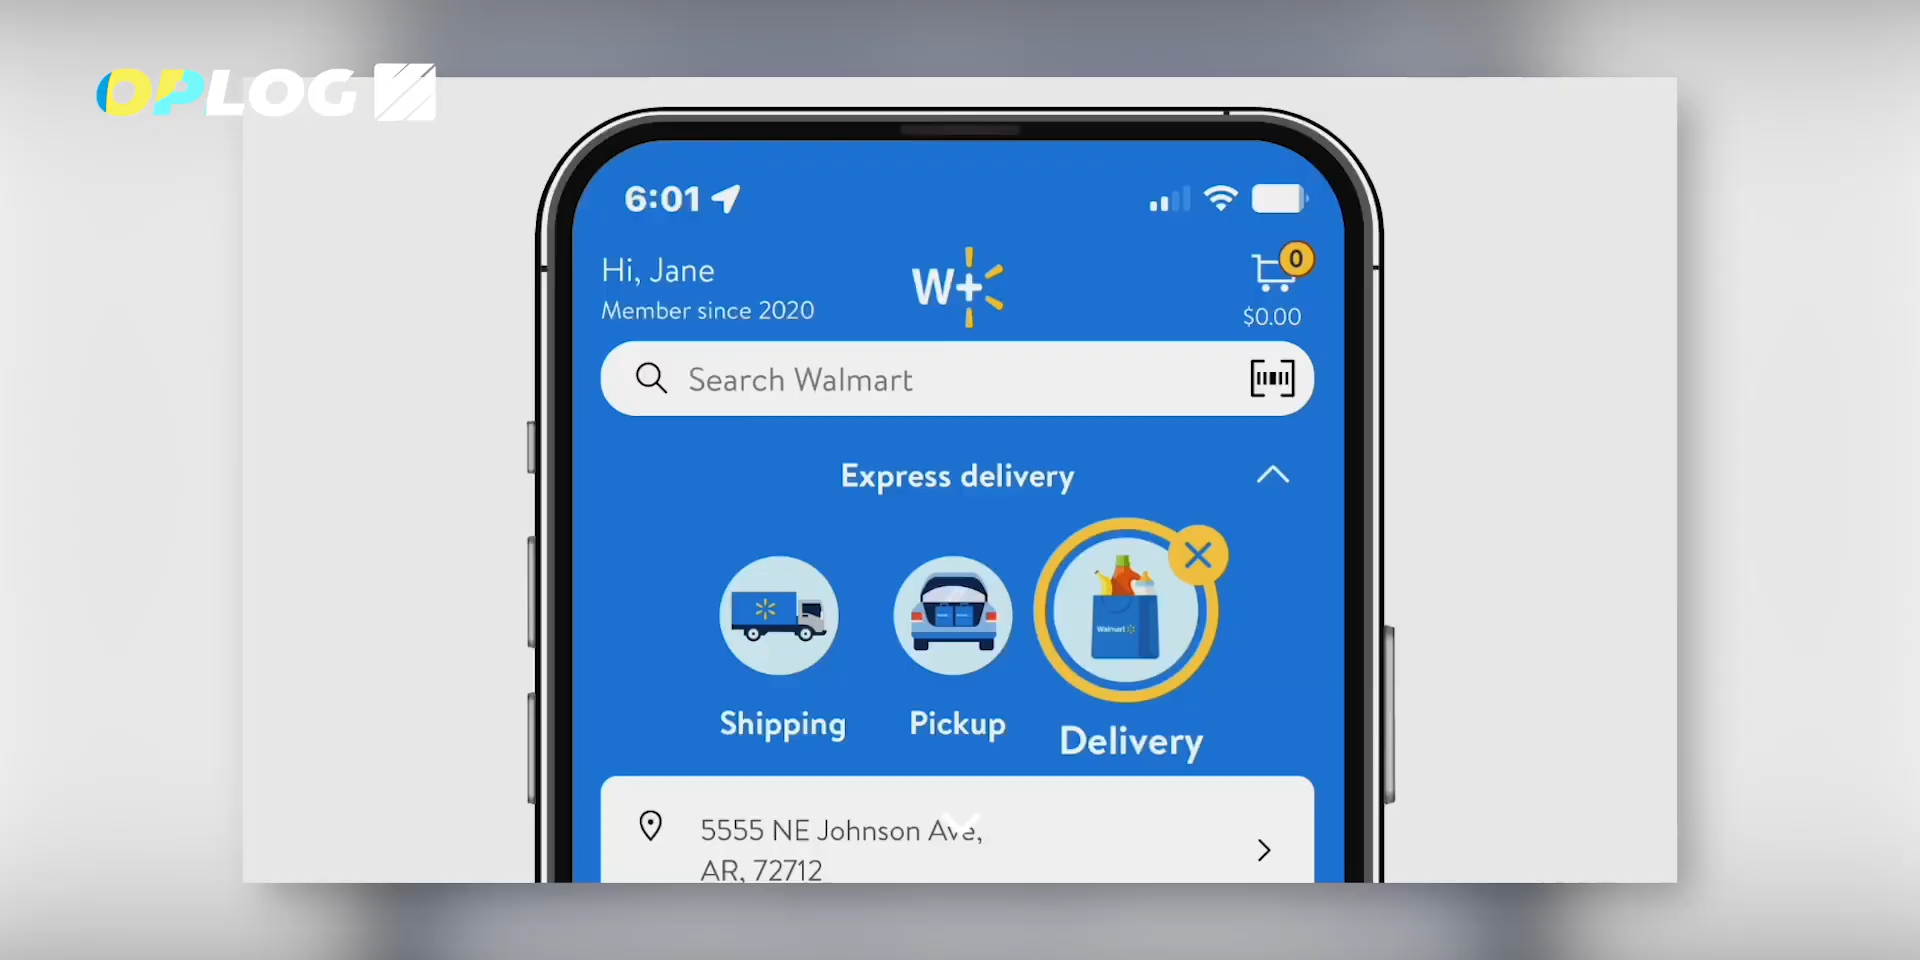 OPLOG
6:01
Hi, Jane
Member since 2020
W+
0
$0.00
Search Walmart
Express delivery
Walmart
Shipping
Pickup
Delivery
5555 NE Johnson Ave,
AR, 72712